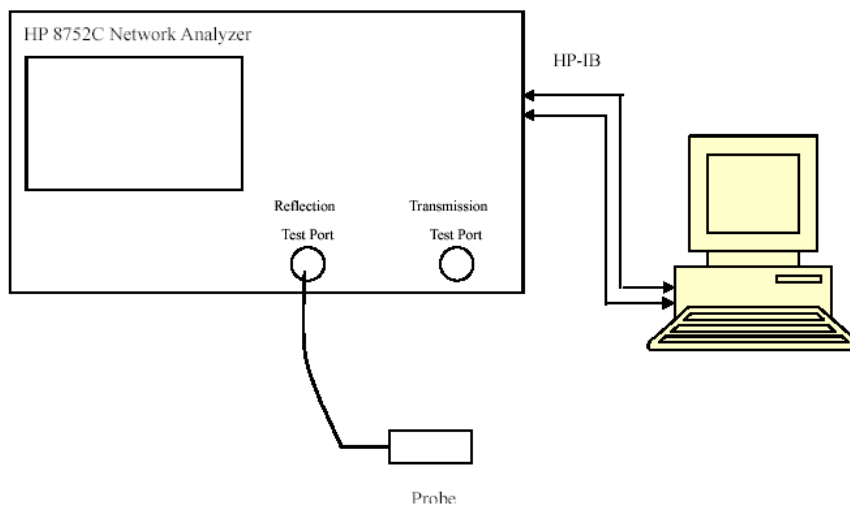 HP 8752C Network Analyzer
HP-IB
Reflection
Test Port
Transmission
Test Port
Probe